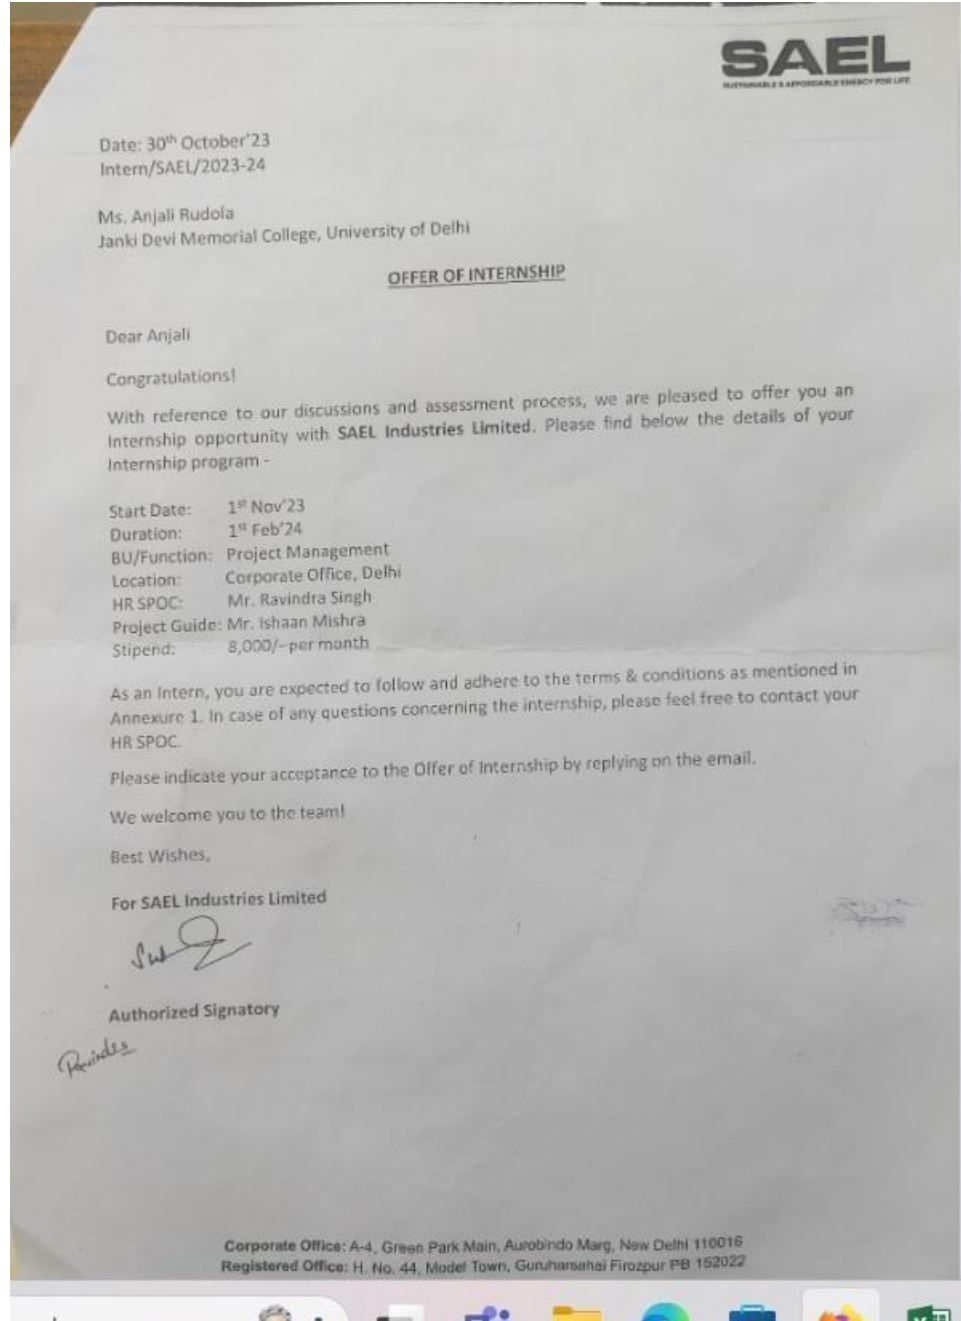 SAEL
SUSTAINABLE & AFFORDABLE ENERGY FOR LIFE
Date: 30th October'23
Intern/SAEL/2023-24
Ms. Anjali Rudola
Janki Devi Memorial College, University of Delhi
OFFER OF INTERNSHIP
Dear Anjali
Congratulations!
With reference to our discussions and assessment process, we are pleased to offer you an
Internship opportunity with SAEL Industries Limited. Please find below the details of your
Internship program -
Start Date: 1st Nov'23
Duration: 1st Feb'24
BU/Function: Project Management
Location: Corporate Office, Delhi
HR SPOC: Mr. Ravindra Singh
Project Guide: Mr. Ishaan Mishra
Stipend: 8,000/- per month
As an Intern, you are expected to follow and adhere to the terms & conditions as mentioned in
Annexure 1. In case of any questions concerning the internship, please feel free to contact your
HR SPOC.
Please indicate your acceptance to the Offer of Internship by replying on the email.
We welcome you to the team!
Best Wishes,
For SAEL Industries Limited
Authorized Signatory
Corporate Office: A-4, Green Park Main, Aurobindo Marg, New Delhi 110016
Registered Office: H. No. 44, Model Town, Guruharsahai Firozpur PB 152022